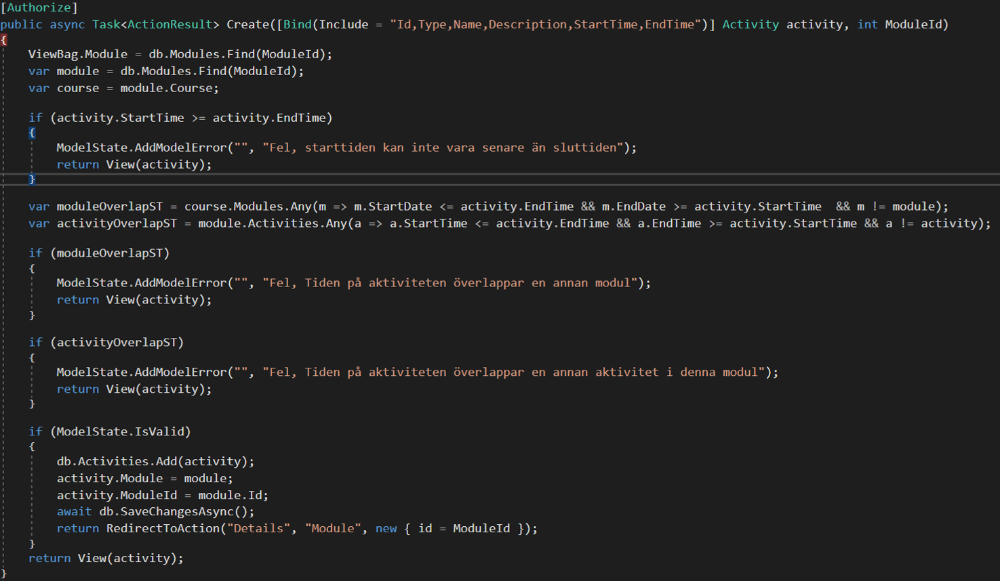 [Authorize]
public async Task<ActionResult> Create([Bind(Include = "Id,Type,Name,Description,StartTime,EndTime")] Activity activity, int ModuleId)
{
ViewBag.Module = db.Modules.Find(ModuleId);
var module = db.Modules.Find(ModuleId);
var course = module.Course;
if (activity.StartTime >= activity.EndTime)
{
ModelState.AddModelError("", "Fel, starttiden kan inte vara senare än sluttiden");
return View(activity);
}
var moduleOverlapST = course.Modules.Any(m => m.StartDate <= activity.EndTime && m.EndDate >= activity.StartTime  && m != module);
var activityOverlapST = module.Activities.Any(a => a.StartTime <= activity.EndTime && a.EndTime >= activity.StartTime && a != activity);
if (moduleOverlapST)
{
ModelState.AddModelError("", "Fel, Tiden på aktiviteten överlappar en annan modul");
return View(activity);
}
if (activityOverlapST)
{
ModelState.AddModelError("", "Fel, Tiden på aktiviteten överlappar en annan aktivitet i denna modul");
return View(activity);
}
if (ModelState.IsValid)
{
db.Activities.Add(activity);
activity.Module = module;
activity.ModuleId = module.Id;
await db.SaveChangesAsync();
return RedirectToAction("Details", "Module", new { id = ModuleId });
}
return View(activity);
}